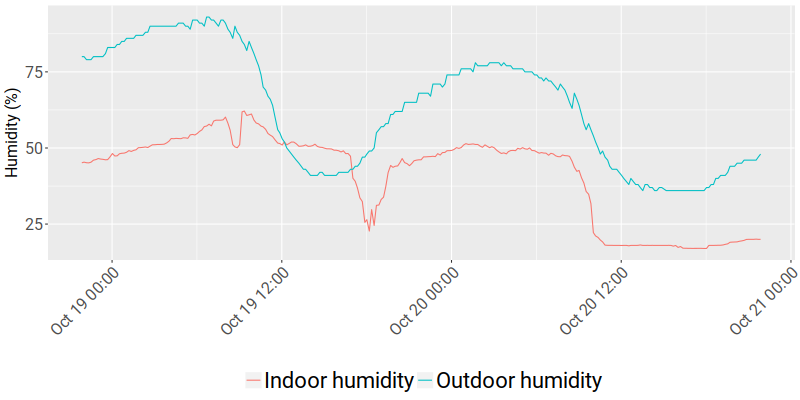 Humidity (%)
75
50
25
Oct 19 00:00
Oct 19 12:00
Oct 20 00:00
Oct 20 12:00
Oct 21 00:00
Indoor humidity Outdoor humidity